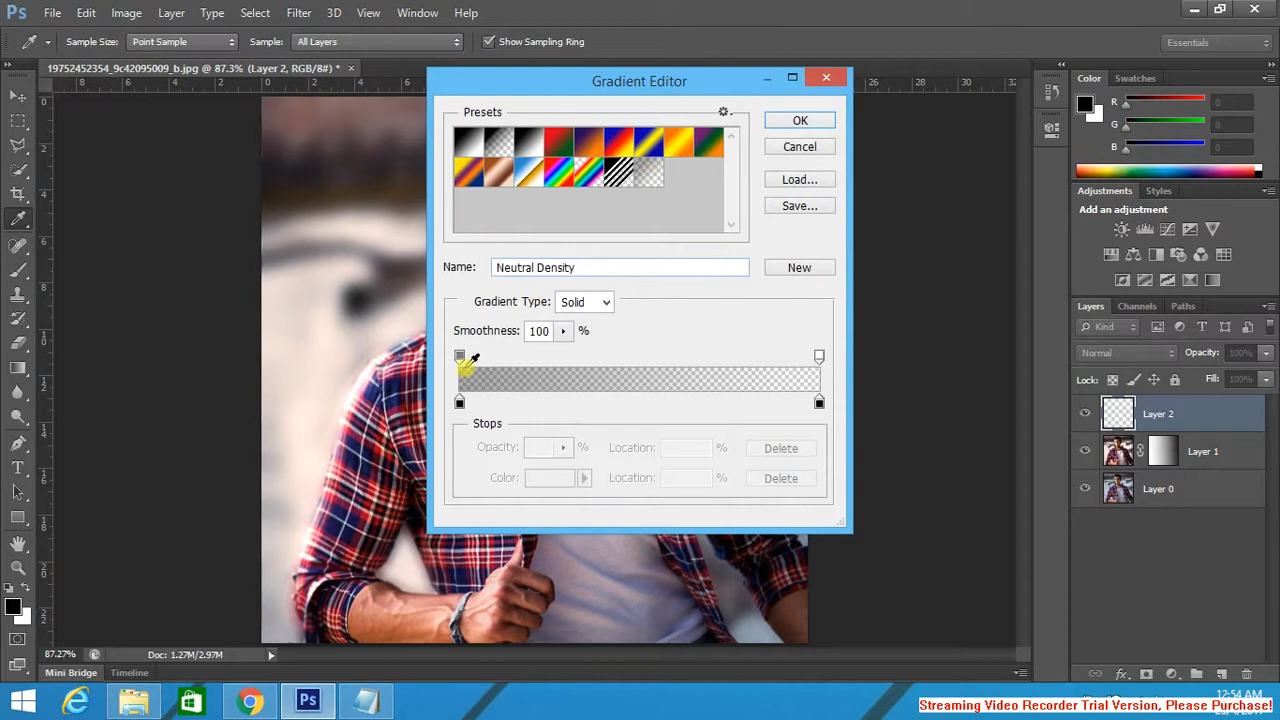 Ps File Edit Image Layer Type Select Filter 3D View Window Help
Sample Size: Point Sample Sample: All Layers Show Sampling Ring Essentials
19752452354_9c42095009_b.jpg @ 87.3% (Layer 2, RGB/8#) *
Gradient Editor
Presets
OK
Cancel
Load...
Save...
Name: Neutral Density New
Gradient Type: Solid
Smoothness: 100 %
Stops
Opacity: % Location: % Delete
Color: Location: % Delete
Color Swatches
R 0
G 0
B 0
Adjustments Styles
Add an adjustment
Layers Channels Paths
Kind
Normal Opacity: 100%
Lock: Fill: 100%
Layer 2
Layer 1
Layer 0
87.27% Doc: 1.27M/2.97M
Mini Bridge Timeline
Ps
12:54 AM
Streaming Video Recorder Trial Version, Please Purchase!